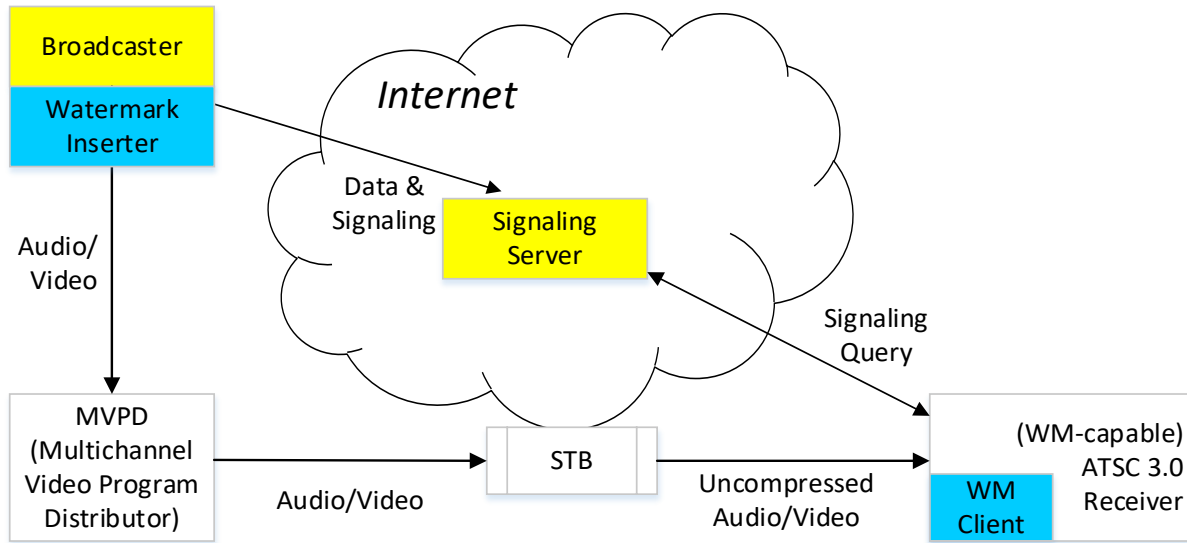 Broadcaster
Watermark
Inserter
Internet
Data &
Signaling
Signaling
Server
Audio/
Video
Signaling
Query
MVPD
(Multichannel
Video Program
Distributor)
Audio/Video
STB
Uncompressed
Audio/Video
(WM-capable)
ATSC 3.0
Receiver
WM
Client